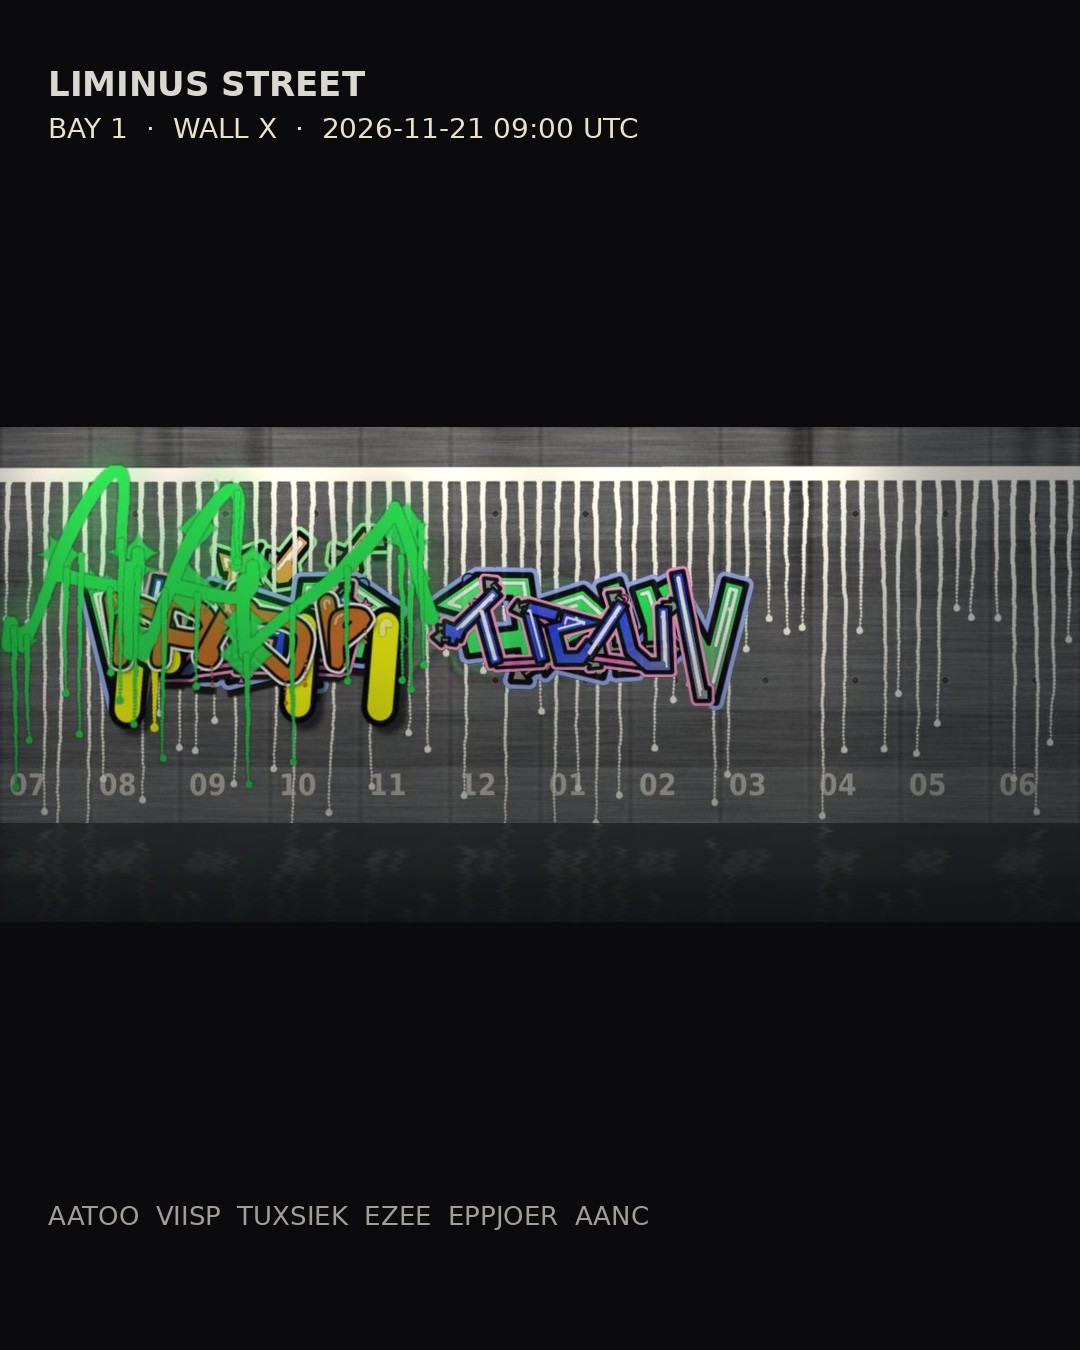 LIMINUS STREET
BAY 1 · WALL X · 2026-11-21 09:00 UTC
07 08 09 10 11 12 01 02 03 04 05 06
AATOO VIISP TUXSIEK EZEE EPPJOER AANC